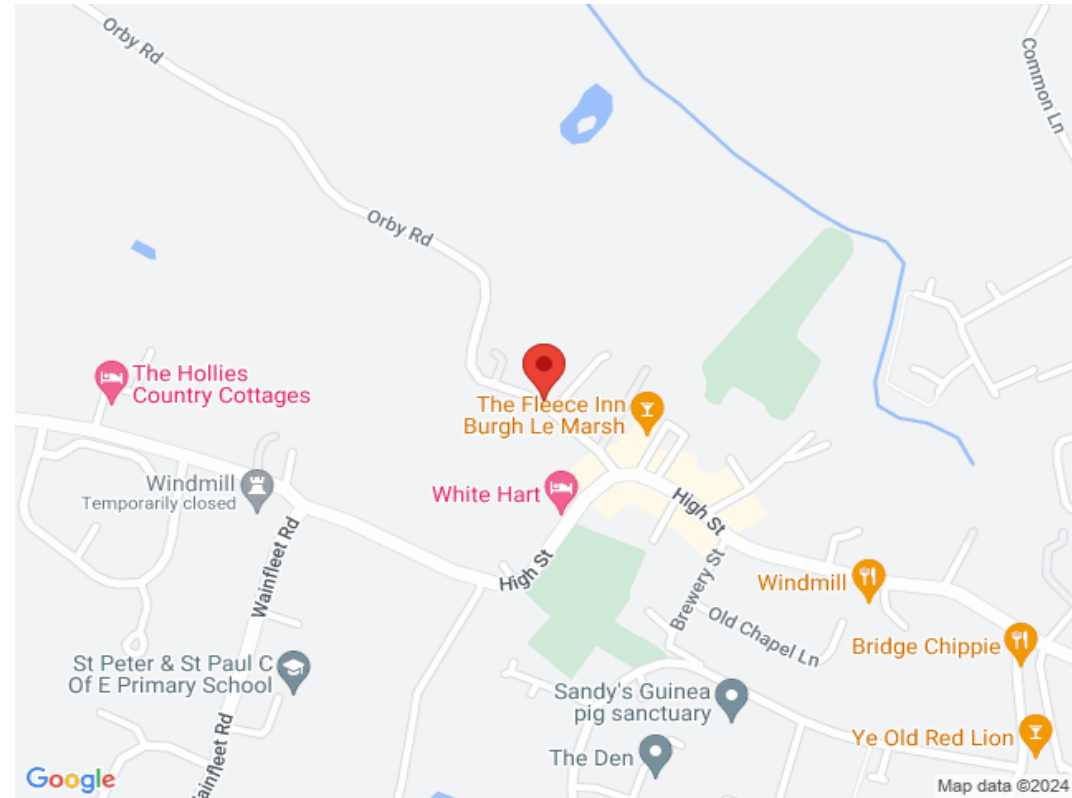 Orby Rd
Common Ln
Orby Rd
The Hollies
Country Cottages
The Fleece Inn
Burgh Le Marsh
Windmill
Temporarily closed
White Hart
High St
Wainfleet Rd
High St
Brewery St
Windmill
Old Chapel Ln
Bridge Chippie
St Peter & St Paul C
Of E Primary School
Sandy's Guinea
pig sanctuary
The Den
Ye Old Red Lion
ainfleet Rd
Google
Map data ©2024